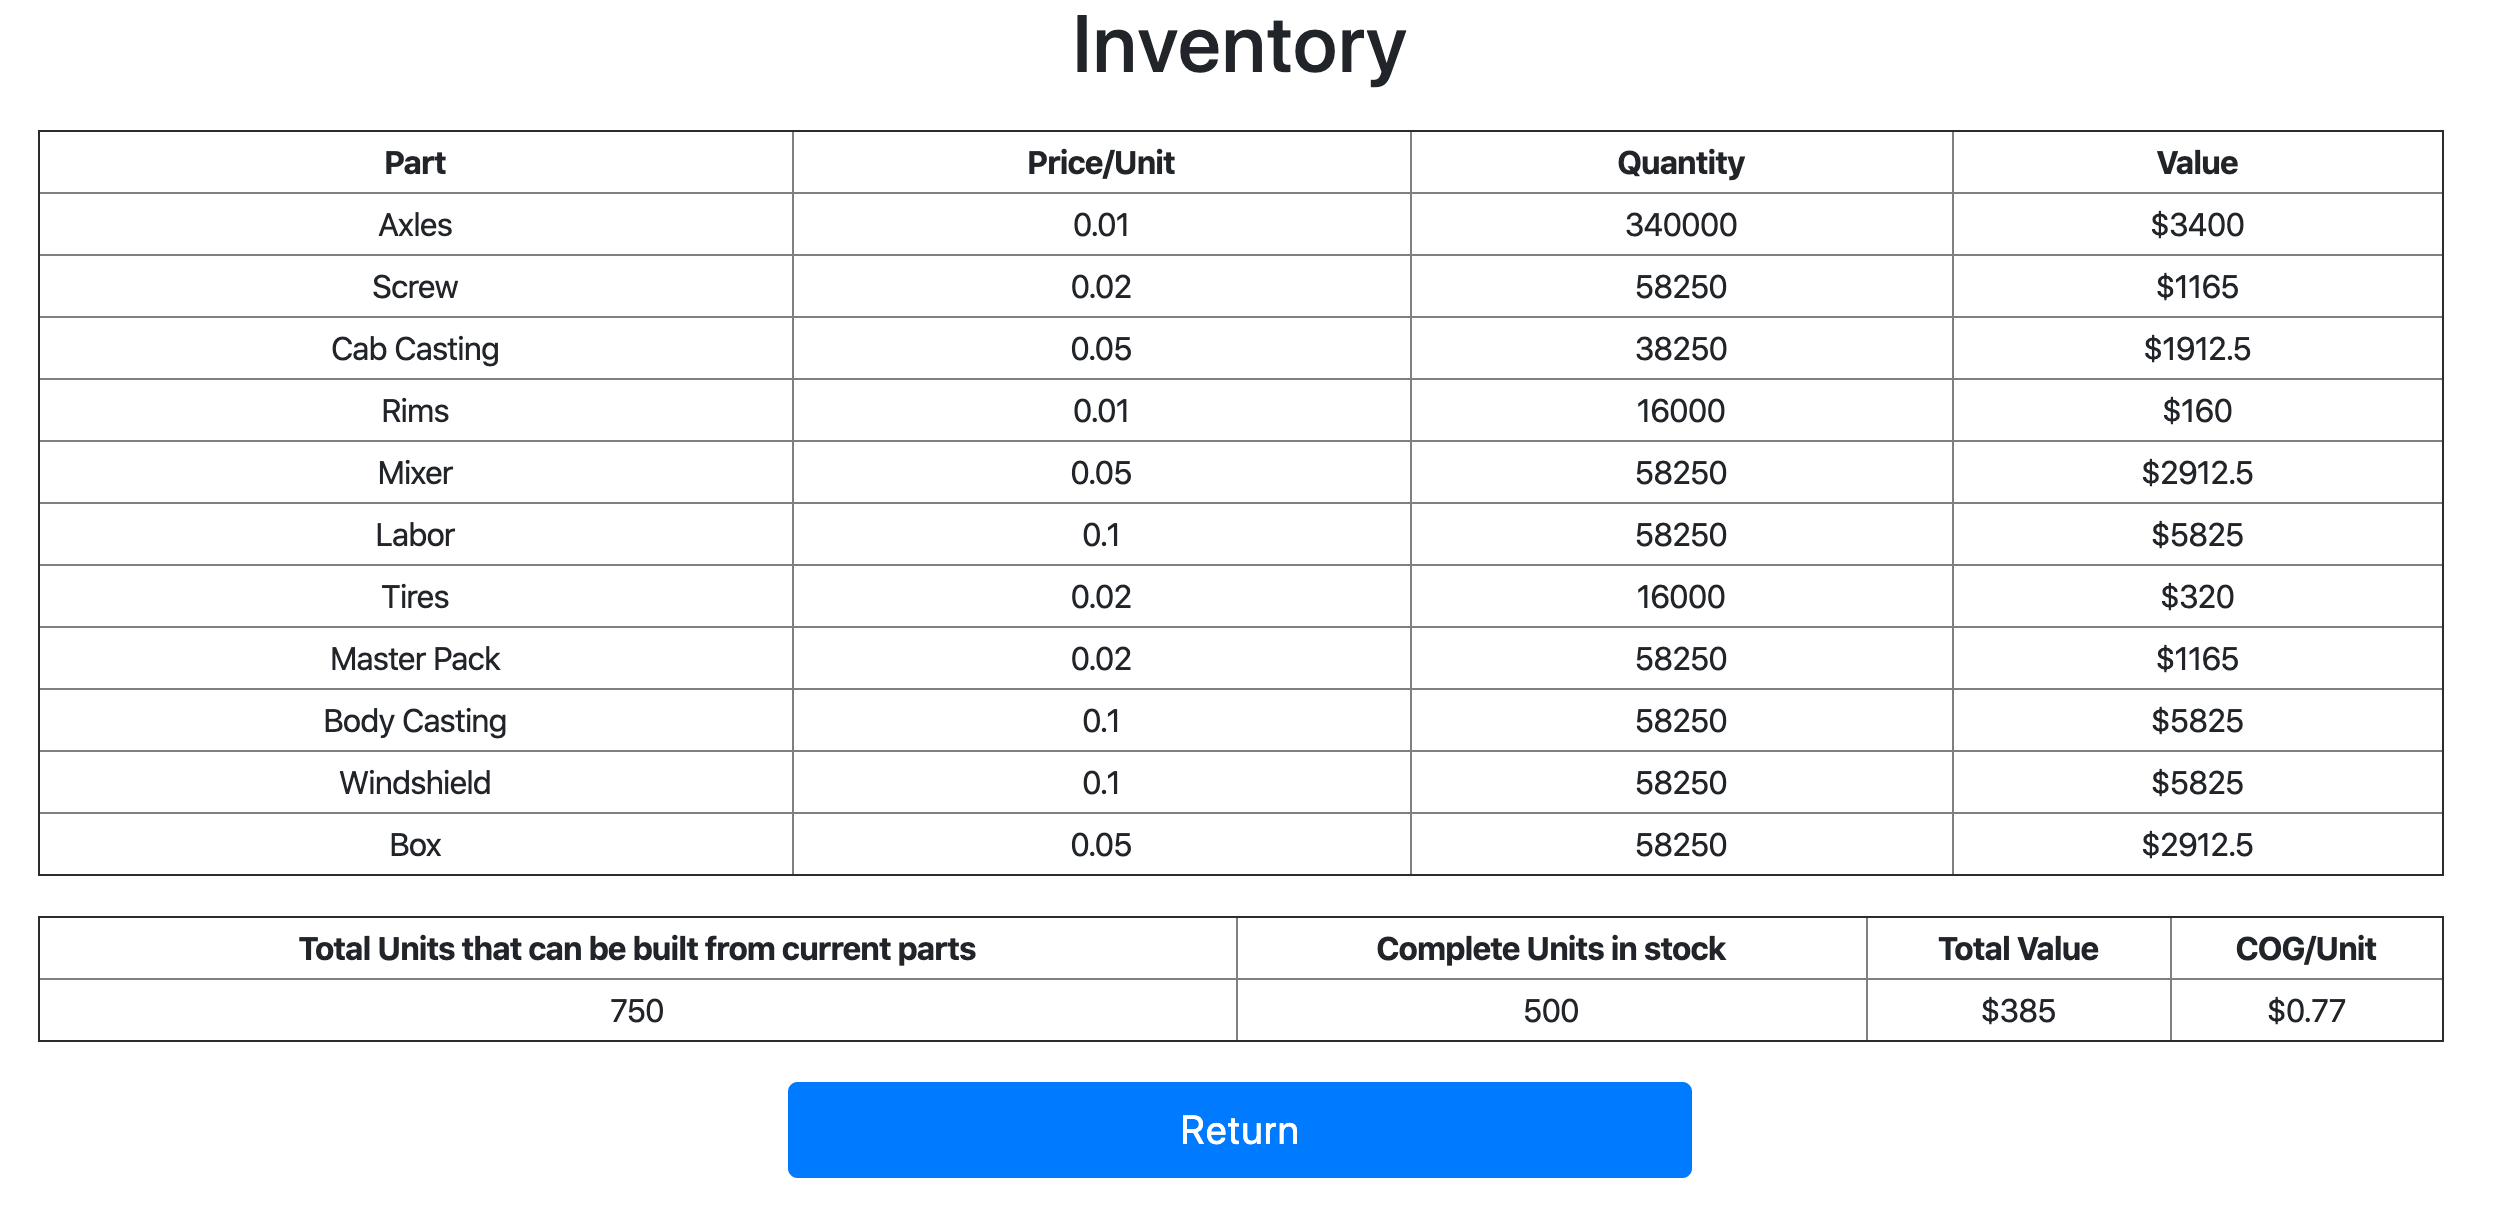 Inventory
Part Price/Unit Quantity Value
Axles 0.01 340000 $3400
Screw 0.02 58250 $1165
Cab Casting 0.05 38250 $1912.5
Rims 0.01 16000 $160
Mixer 0.05 58250 $2912.5
Labor 0.1 58250 $5825
Tires 0.02 16000 $320
Master Pack 0.02 58250 $1165
Body Casting 0.1 58250 $5825
Windshield 0.1 58250 $5825
Box 0.05 58250 $2912.5
Total Units that can be built from current parts Complete Units in stock Total Value COG/Unit
750 500 $385 $0.77
Return